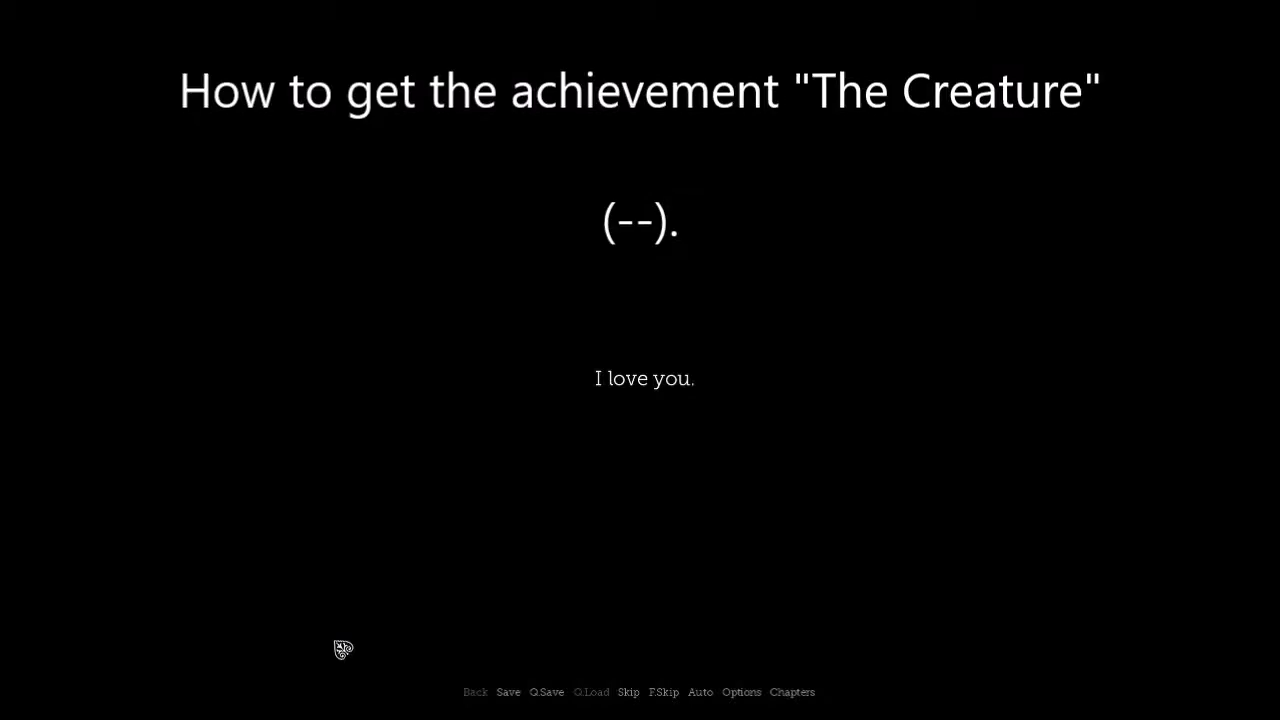 How to get the achievement "The Creature"
(--).
I love you.
Back Save Q.Save Q.Load Skip F.Skip Auto Options Chapters